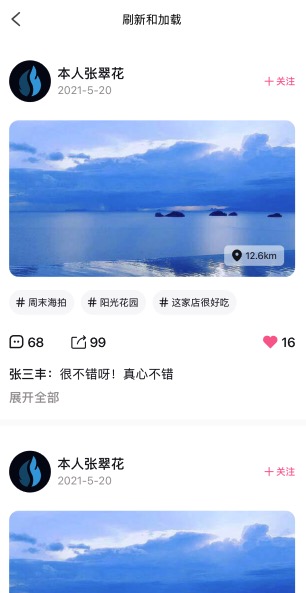 刷新和加载
本人张翠花
2021-5-20
+ 关注
12.6km
# 周末海拍
# 阳光花园
# 这家店很好吃
68
99
16
张三丰：很不错呀！真心不错
展开全部
本人张翠花
2021-5-20
+ 关注